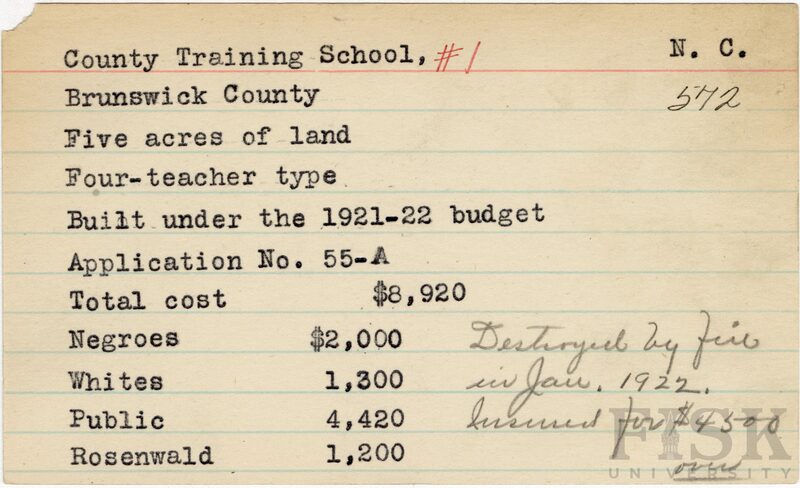 County Training School, #1 N. C.
Brunswick County 572
Five acres of land
Four-teacher type
Built under the 1921-22 budget
Application No. 55-A
Total cost $8,920
Negroes $2,000 Destroyed by fire
Whites 1,300 in Jan. 1922.
Public 4,420 Insured for $4500
Rosenwald 1,200 over
FISK
UNIVERSITY